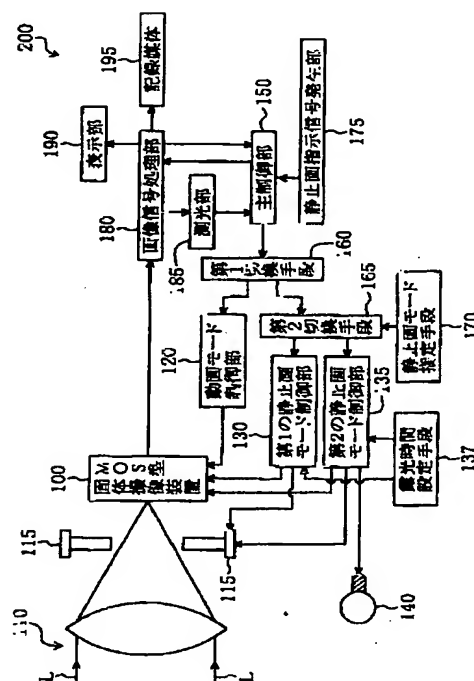 200
195
記録媒体
190
表示部
180
画像信号処理部
185
測光部
150
主制御部
175
静止画指示信号発生部
160
第1切換手段
165
第2切換手段
170
静止画モード
指定手段
120
動画モード
制御部
130
第1の静止画
モード制御部
135
第2の静止画
モード制御部
137
露光時間
設定手段
100
MOS型
固体撮像
装置
115
115
140
110
L
L